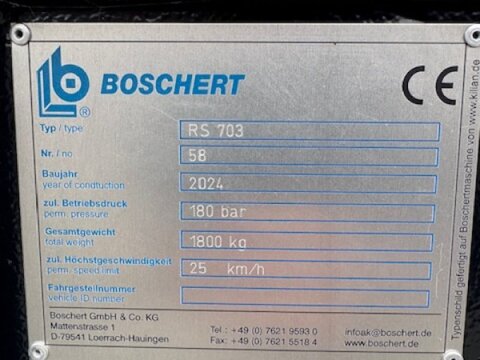 BOSCHERT
®
CE
Typ / type RS 703
Nr. / no 58
Baujahr
year of condtuction 2024
zul. Betriebsdruck
perm. pressure 180 bar
Gesamtgewicht
total weight 1800 kg
zul. Höchstgeschwindigkeit
perm. speed limit 25 km/h
Fahrgestellnummer
vehicle ID number
Boschert GmbH & Co. KG
Mattenstrasse 1
D-79541 Loerrach-Hauingen
Tel.: +49 (0) 7621 9593 0
Fax: +49 (0) 7621 5518 4
infoak@boschert.de
www.boschert.de
Typenschild gefertigt auf Boschertmaschine von www.kilian.de